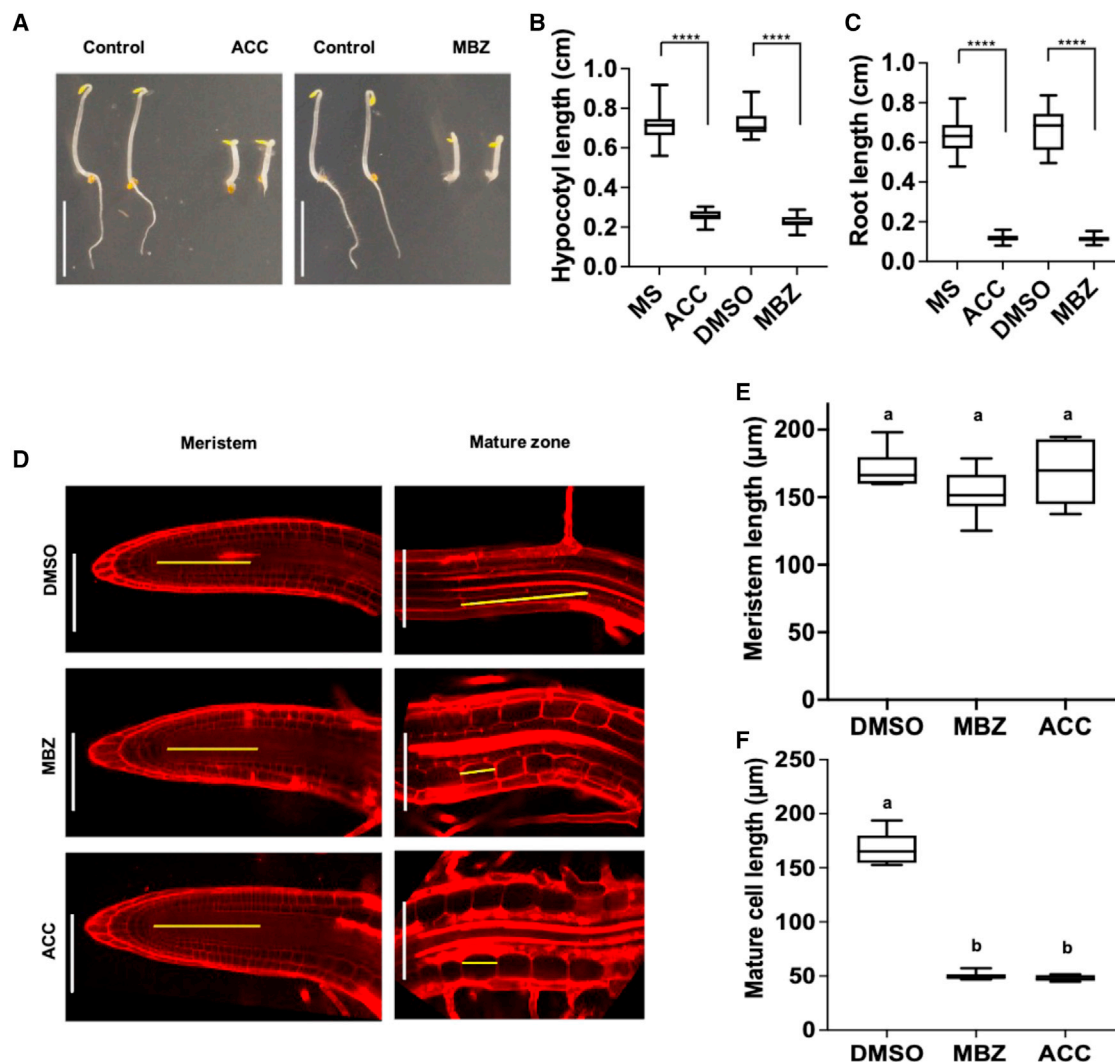 A
Control
ACC
Control
MBZ
B
Hypocotyl length (cm)
1.0
0.8
0.6
0.4
0.2
0.0
****
****
MS
ACC
DMSO
MBZ
C
Root length (cm)
1.0
0.8
0.6
0.4
0.2
0.0
****
****
MS
ACC
DMSO
MBZ
D
Meristem
Mature zone
DMSO
MBZ
ACC
E
Meristem length (µm)
200
150
100
50
0
a
a
a
DMSO
MBZ
ACC
F
Mature cell length (µm)
250
200
150
100
50
0
a
b
b
DMSO
MBZ
ACC